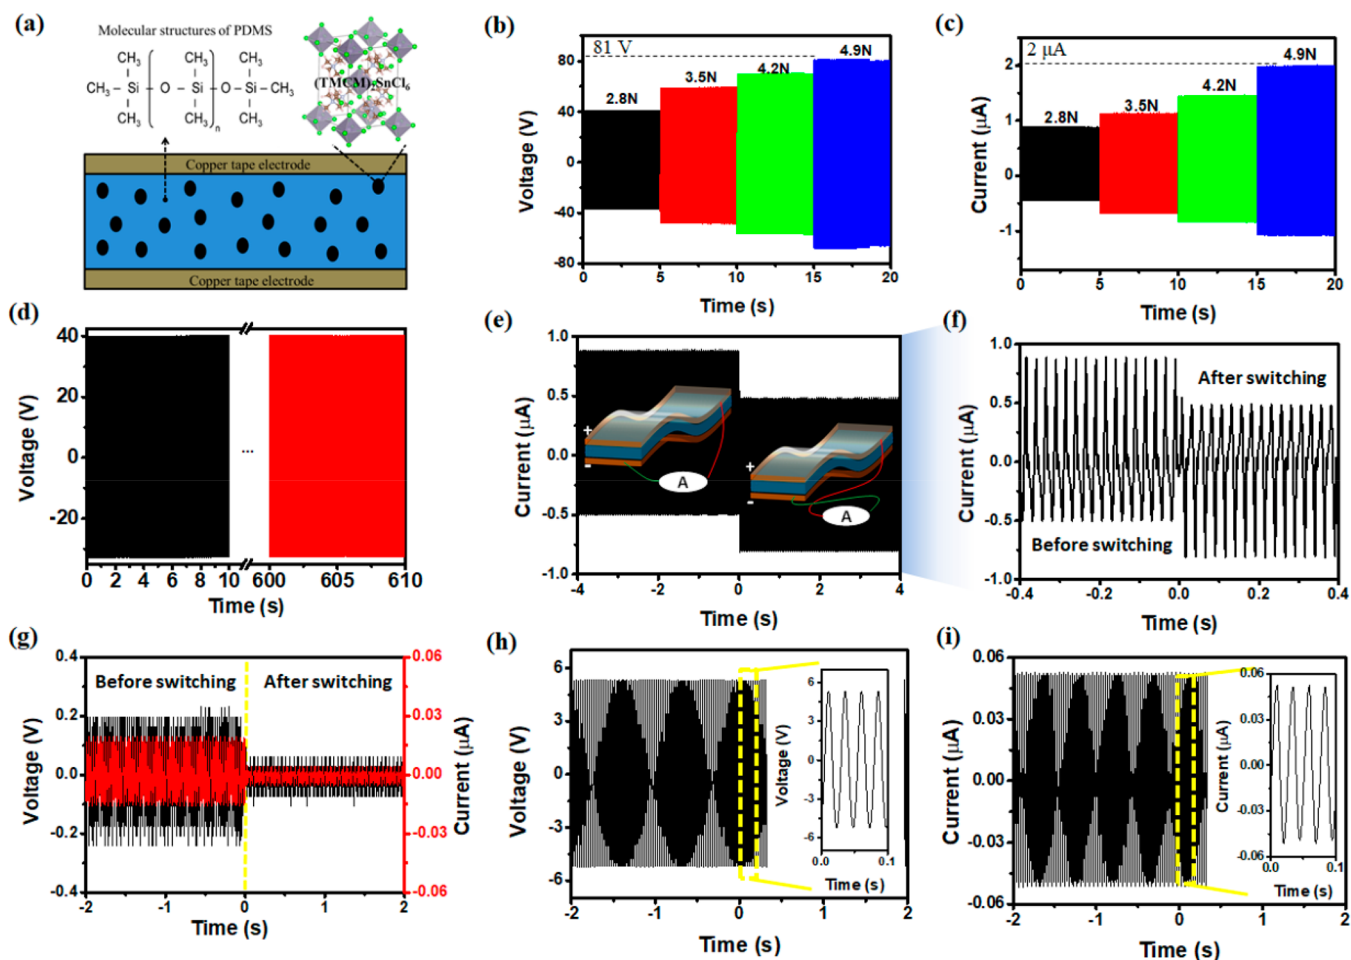 (a)
Molecular structures of PDMS
CH₃ CH₃ CH₃
CH₃ Si O Si O Si CH₃
CH₃ CH₃ n CH₃
(TMCM)₂SnCl₆
Copper tape electrode
Copper tape electrode
(b)
81 V
2.8N
3.5N
4.2N
4.9N
Voltage (V)
80
40
0
-40
-80
0 5 10 15 20
Time (s)
(c)
2 μA
2.8N
3.5N
4.2N
4.9N
Current (μA)
2
1
0
-1
0 5 10 15 20
Time (s)
(d)
Voltage (V)
40
20
0
-20
...
0 2 4 6 8 10 600 605 610
Time (s)
(e)
Current (μA)
1.0
0.5
0.0
-0.5
-1.0
+
-
A
+
-
A
-4 -2 0 2 4
Time (s)
(f)
Current (μA)
1.0
0.5
0.0
-0.5
-1.0
After switching
Before switching
-0.4 -0.2 0.0 0.2 0.4
Time (s)
(g)
Voltage (V)
0.4
0.2
0.0
-0.2
-0.4
Before switching
After switching
0.06
0.03
0.00
-0.03
-0.06
Current (μA)
-2 -1 0 1 2
Time (s)
(h)
Voltage (V)
6
3
0
-3
-6
-2 -1 0 1 2
Time (s)
Voltage (V)
6
3
0
-3
-6
0.0 0.1
Time (s)
(i)
Current (μA)
0.06
0.03
0.00
-0.03
-0.06
-2 -1 0 1 2
Time (s)
Current (μA)
0.06
0.03
0.00
-0.03
-0.06
0.0 0.1
Time (s)